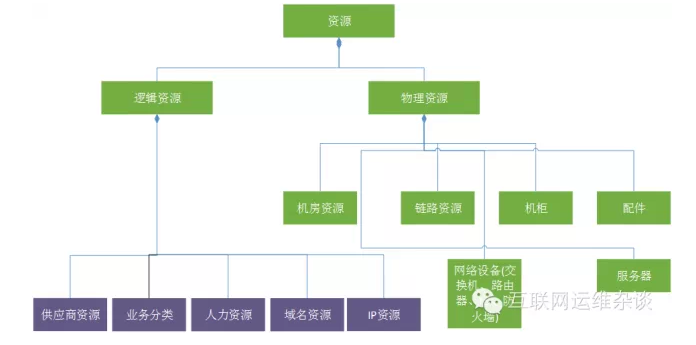 资源
逻辑资源
物理资源
机房资源
链路资源
机柜
配件
网络设备(交
换机、路由
器、
火墙)
服务器
供应商资源
业务分类
人力资源
域名资源
IP资源
互联网运维杂谈